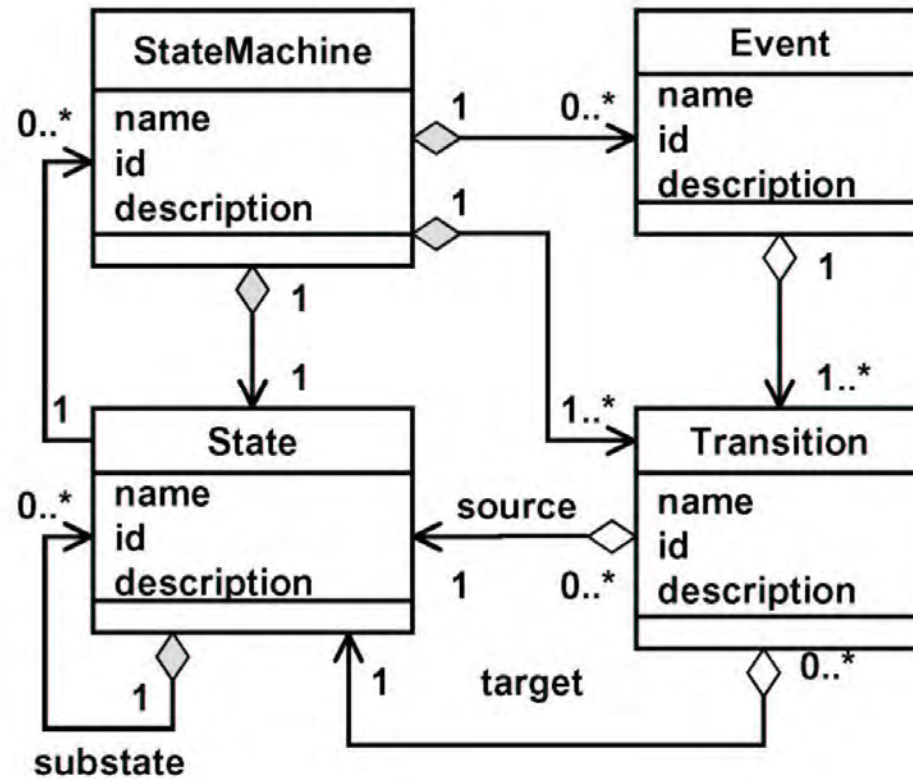 StateMachine
name
id
description
Event
name
id
description
1
0..*
1
1..*
1
1
1
0..*
1
1..*
State
name
id
description
Transition
name
id
description
source
1
0..*
0..*
1
substate
1
target
0..*